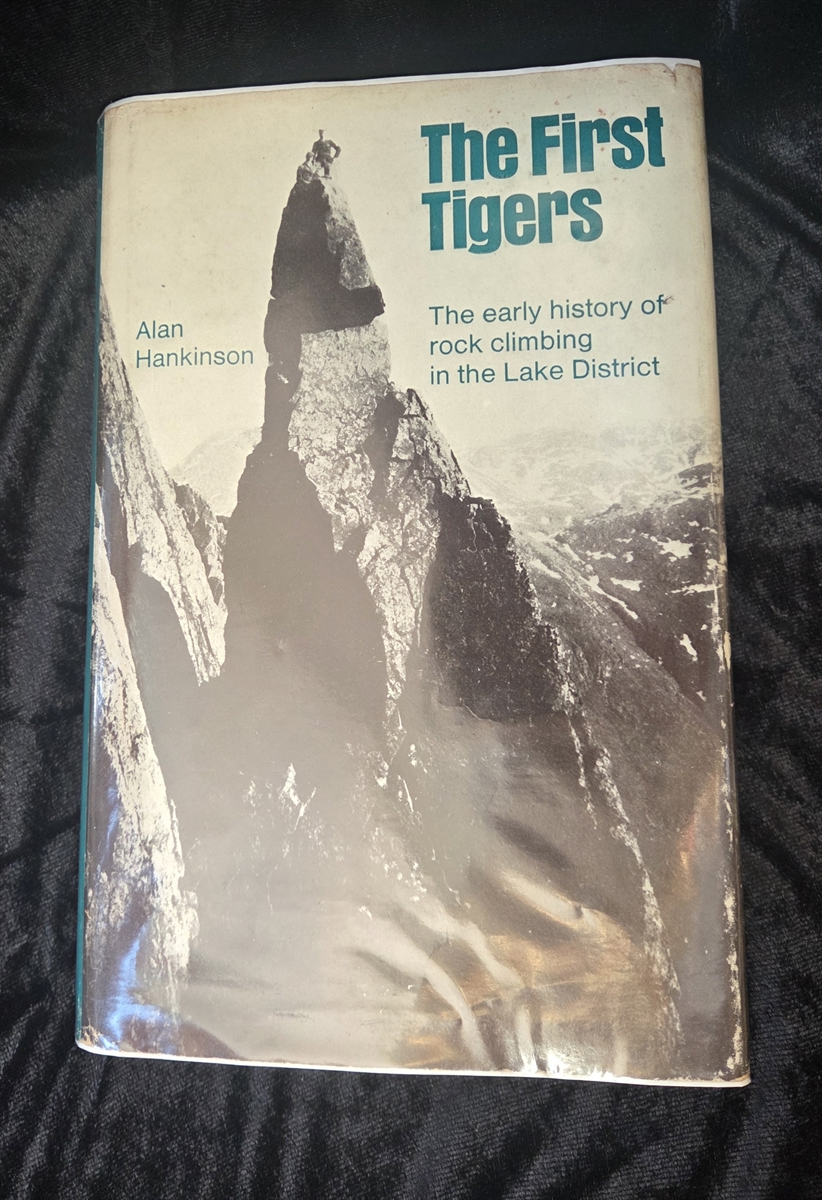 The First
Tigers
Alan
Hankinson
The early history of
rock climbing
in the Lake District